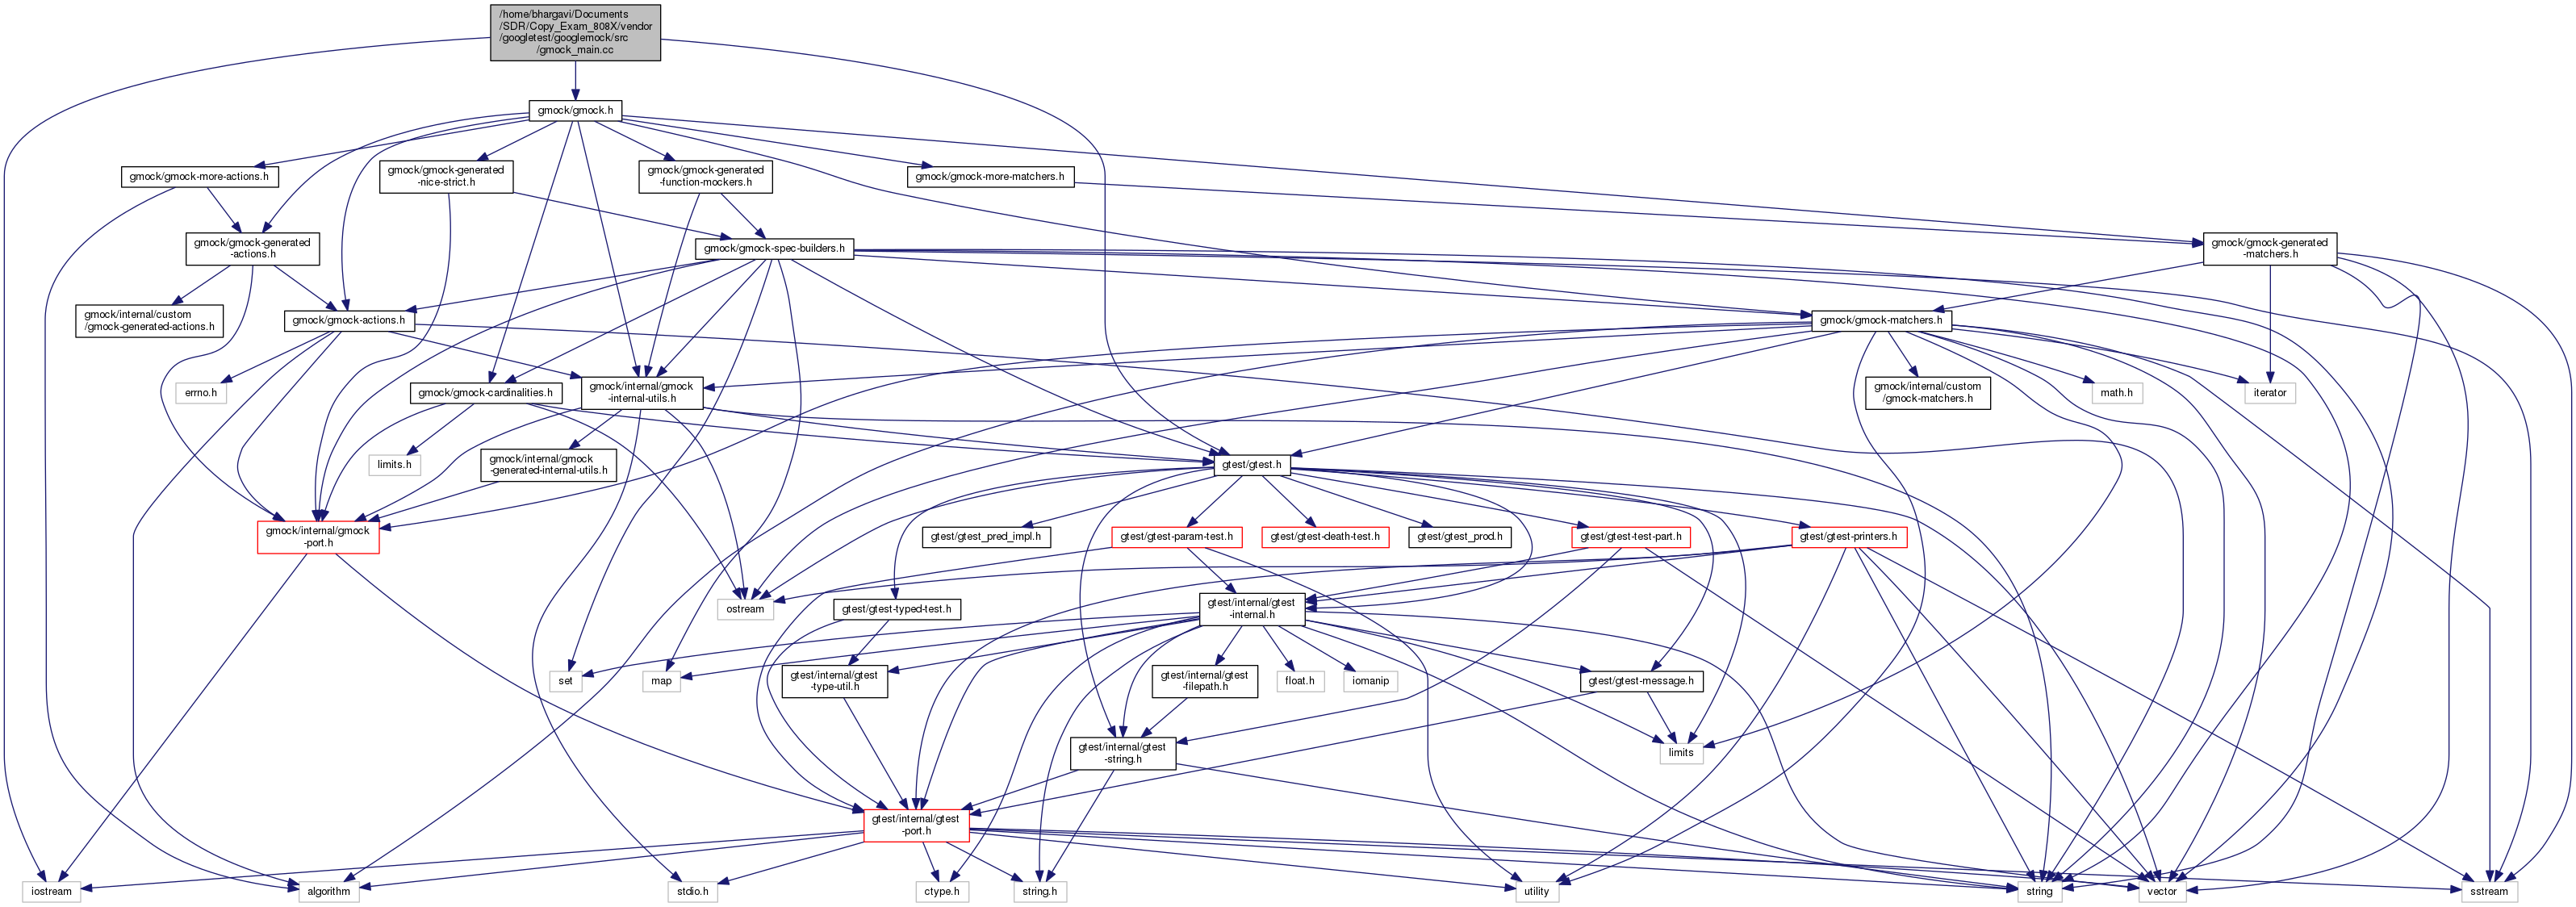 /home/bhargavi/Documents
/SDR/Copy_Exam_808X/vendor
/googletest/googlemock/src
/gmock_main.cc
gmock/gmock.h
gmock/gmock-more-actions.h
gmock/gmock-generated
-nice-strict.h
gmock/gmock-generated
-function-mockers.h
gmock/gmock-more-matchers.h
gmock/gmock-generated
-actions.h
gmock/gmock-spec-builders.h
gmock/gmock-generated
-matchers.h
gmock/internal/custom
/gmock-generated-actions.h
gmock/gmock-actions.h
gmock/gmock-matchers.h
errno.h
gmock/gmock-cardinalities.h
gmock/internal/gmock
-internal-utils.h
gmock/internal/custom
/gmock-matchers.h
math.h
iterator
limits.h
gmock/internal/gmock
-generated-internal-utils.h
gtest/gtest.h
gmock/internal/gmock
-port.h
gtest/gtest_pred_impl.h
gtest/gtest-param-test.h
gtest/gtest-death-test.h
gtest/gtest_prod.h
gtest/gtest-test-part.h
gtest/gtest-printers.h
ostream
gtest/gtest-typed-test.h
gtest/internal/gtest
-internal.h
set
map
gtest/internal/gtest
-type-util.h
gtest/internal/gtest
-filepath.h
float.h
iomanip
gtest/gtest-message.h
gtest/internal/gtest
-string.h
limits
gtest/internal/gtest
-port.h
iostream
algorithm
stdio.h
ctype.h
string.h
utility
string
vector
sstream